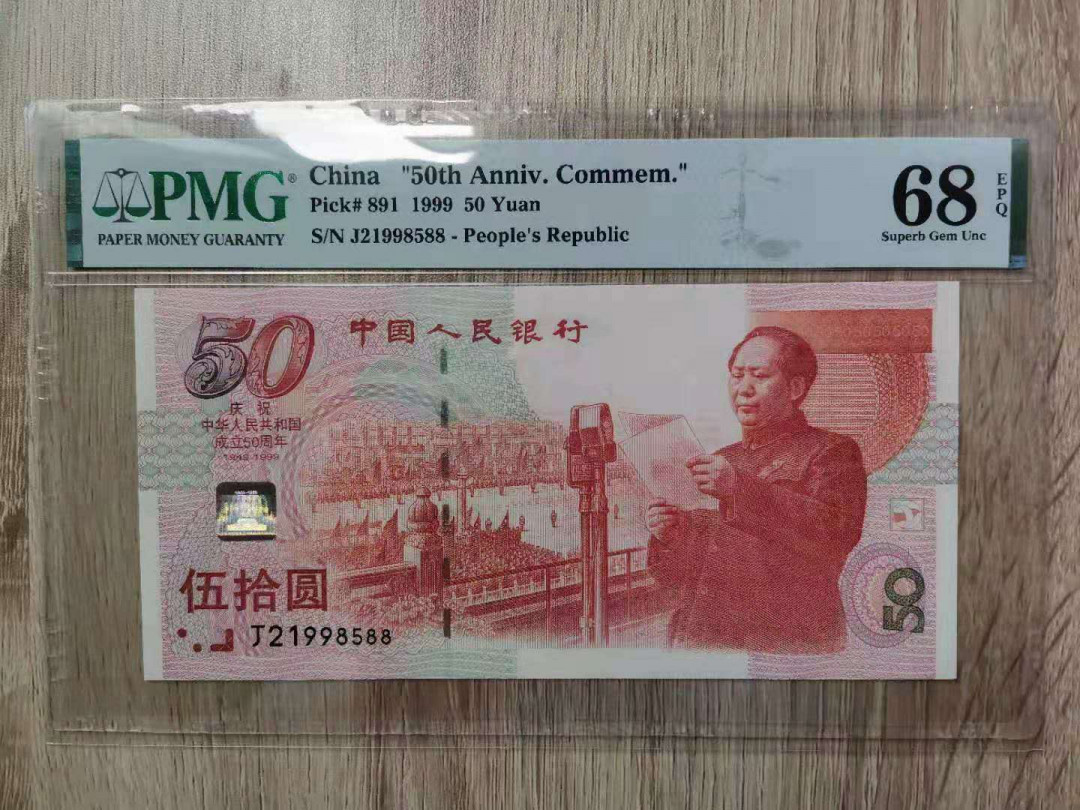 PMG®
PAPER MONEY GUARANTY
China "50th Anniv. Commem."
Pick# 891 1999 50 Yuan
S/N J21998588 - People's Republic
68
EPQ
Superb Gem Unc
50
中国人民银行
庆祝
中华人民共和国
成立50周年
1949-1999
伍拾圆
J21998588
50